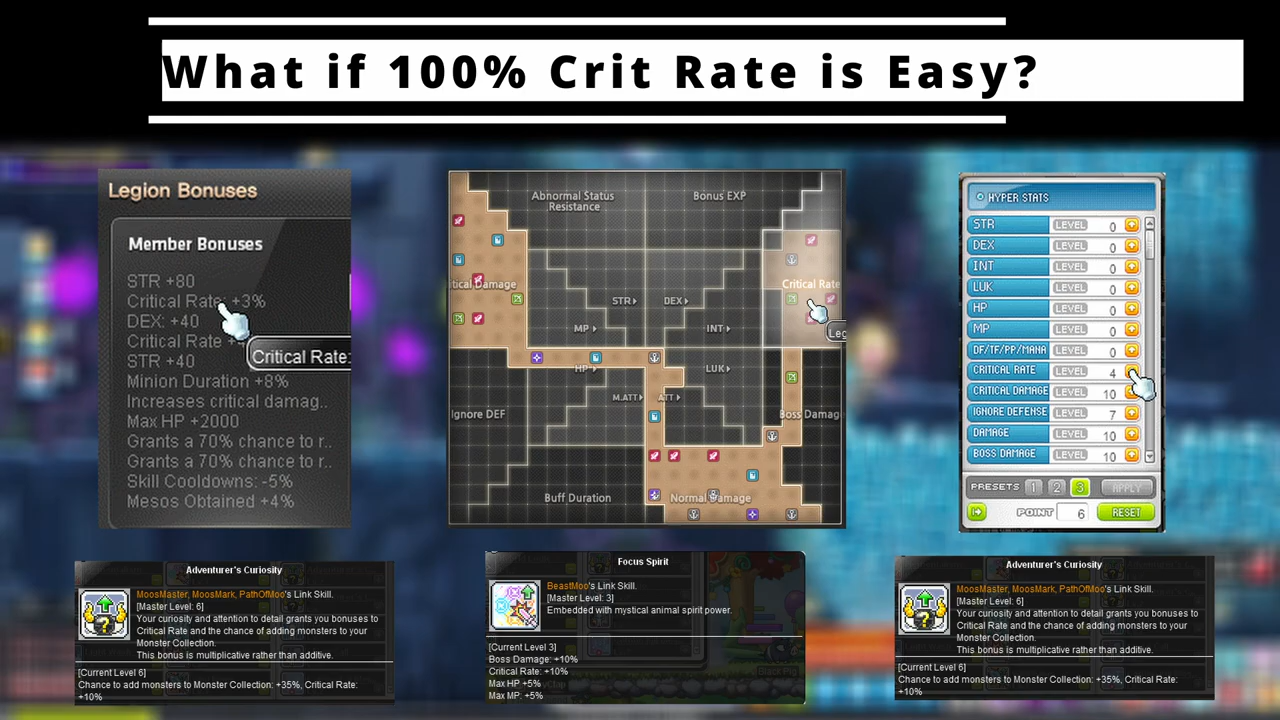 What if 100% Crit Rate is Easy?
Legion Bonuses
Member Bonuses
STR +80
Critical Rate: +3%
DEX: +40
Critical Rate +
STR +40
Minion Duration +8%
Increases critical damag..
Max HP +2000
Grants a 70% chance to r..
Grants a 70% chance to r..
Skill Cooldowns: -5%
Mesos Obtained +4%
Critical Rate:
Abnormal Status
Resistance
Bonus EXP
itical Damage
Critical Rate
Leg
STR
DEX
MP
INT
HP
LUK
M.ATT
ATT
Ignore DEF
Boss Damag
Buff Duration
Normal Damage
HYPER STATS
STR LEVEL 0
DEX LEVEL 0
INT LEVEL 0
LUK LEVEL 0
HP LEVEL 0
MP LEVEL 0
DF/TF/PP/MANA LEVEL 0
CRITICAL RATE LEVEL 4
CRITICAL DAMAGE LEVEL 10
IGNORE DEFENSE LEVEL 7
DAMAGE LEVEL 10
BOSS DAMAGE LEVEL 10
PRESETS 1 2 3 APPLY
POINT 6 RESET
Adventurer's Curiosity
MoosMaster, MoosMark, PathOfMoo's Link Skill.
[Master Level: 6]
Your curiosity and attention to detail grants you bonuses to
Critical Rate and the chance of adding monsters to your
Monster Collection.
This bonus is multiplicative rather than additive.
[Current Level 6]
Chance to add monsters to Monster Collection: +35%, Critical Rate:
+10%
Focus Spirit
BeastMoo's Link Skill.
[Master Level: 3]
Embedded with mystical animal spirit power.
[Current Level 3]
Boss Damage: +10%
Critical Rate: +10%
Max HP +5%
Max MP: +5%
Adventurer's Curiosity
MoosMaster, MoosMark, PathOfMoo's Link Skill.
[Master Level: 6]
Your curiosity and attention to detail grants you bonuses to
Critical Rate and the chance of adding monsters to your
Monster Collection.
This bonus is multiplicative rather than additive.
[Current Level 6]
Chance to add monsters to Monster Collection: +35%, Critical Rate:
+10%